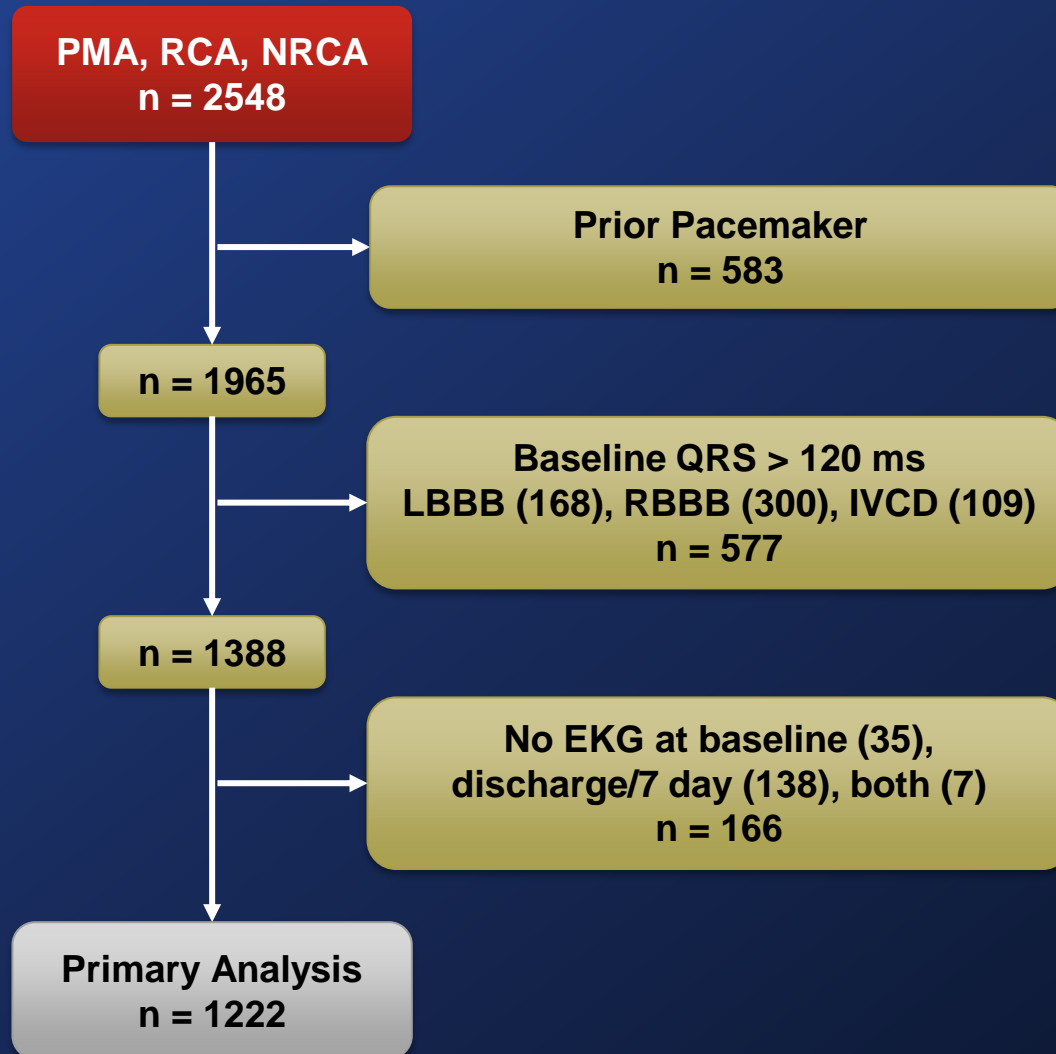 PMA, RCA, NRCA
n = 2548
Prior Pacemaker
n = 583
n = 1965
Baseline QRS > 120 ms
LBBB (168), RBBB (300), IVCD (109)
n = 577
n = 1388
No EKG at baseline (35),
discharge/7 day (138), both (7)
n = 166
Primary Analysis
n = 1222